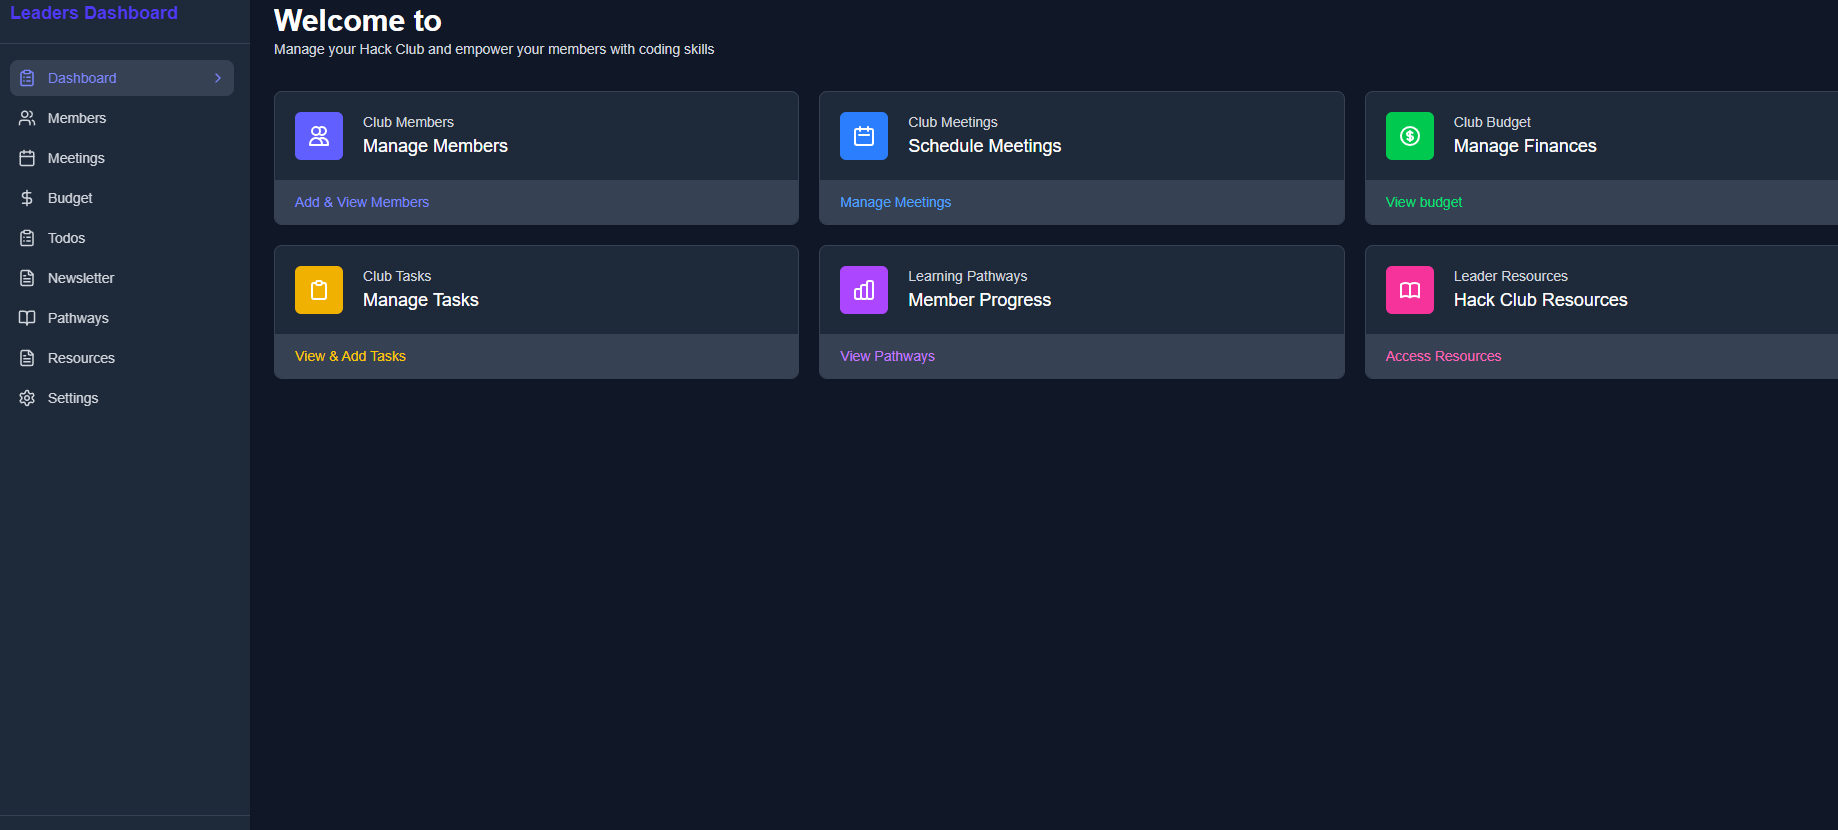 Leaders Dashboard
Dashboard
Members
Meetings
Budget
Todos
Newsletter
Pathways
Resources
Settings
Welcome to
Manage your Hack Club and empower your members with coding skills
Club Members
Manage Members
Add & View Members
Club Meetings
Schedule Meetings
Manage Meetings
Club Budget
Manage Finances
View budget
Club Tasks
Manage Tasks
View & Add Tasks
Learning Pathways
Member Progress
View Pathways
Leader Resources
Hack Club Resources
Access Resources